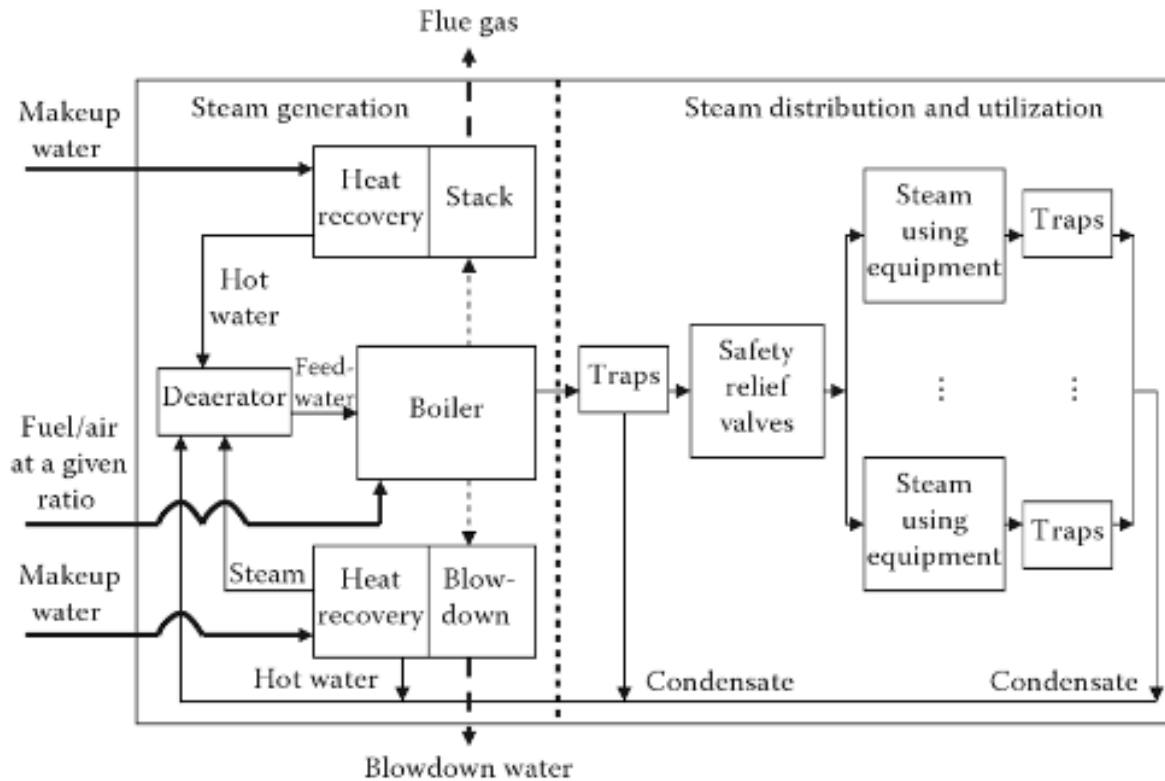 Flue gas
Steam generation
Steam distribution and utilization
Makeup
water
Heat
recovery
Stack
Steam
using
equipment
Traps
Hot
water
Deaerator
Feed-
water
Boiler
Traps
Safety
relief
valves
Fuel/air
at a given
ratio
Steam
using
equipment
Traps
Makeup
water
Steam
Heat
recovery
Blow-
down
Hot water
Condensate
Condensate
Blowdown water